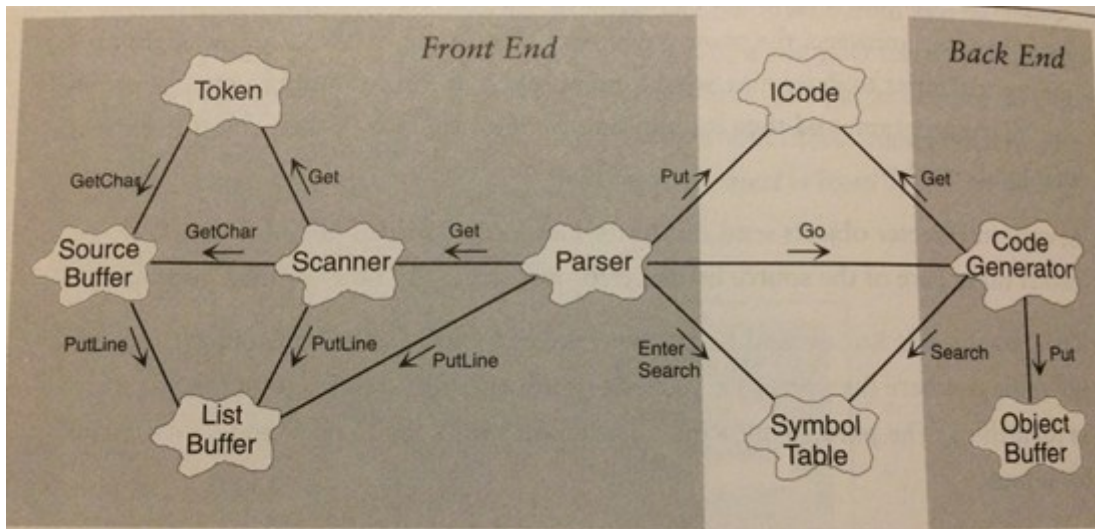 Front End
Back End
Token
ICode
GetChar
Get
Put
Get
Source
Buffer
GetChar
Scanner
Get
Parser
Go
Code
Generator
PutLine
PutLine
PutLine
Enter
Search
Search
Put
List
Buffer
Symbol
Table
Object
Buffer